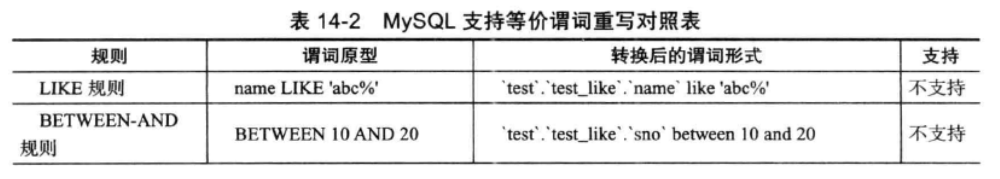 表 14-2 MySQL 支持等价谓词重写对照表
规则 谓词原型 转换后的谓词形式 支持
LIKE 规则 name LIKE 'abc%' `test`.`test_like`.`name` like 'abc%' 不支持
BETWEEN-AND
规则 BETWEEN 10 AND 20 `test`.`test_like`.`sno` between 10 and 20 不支持